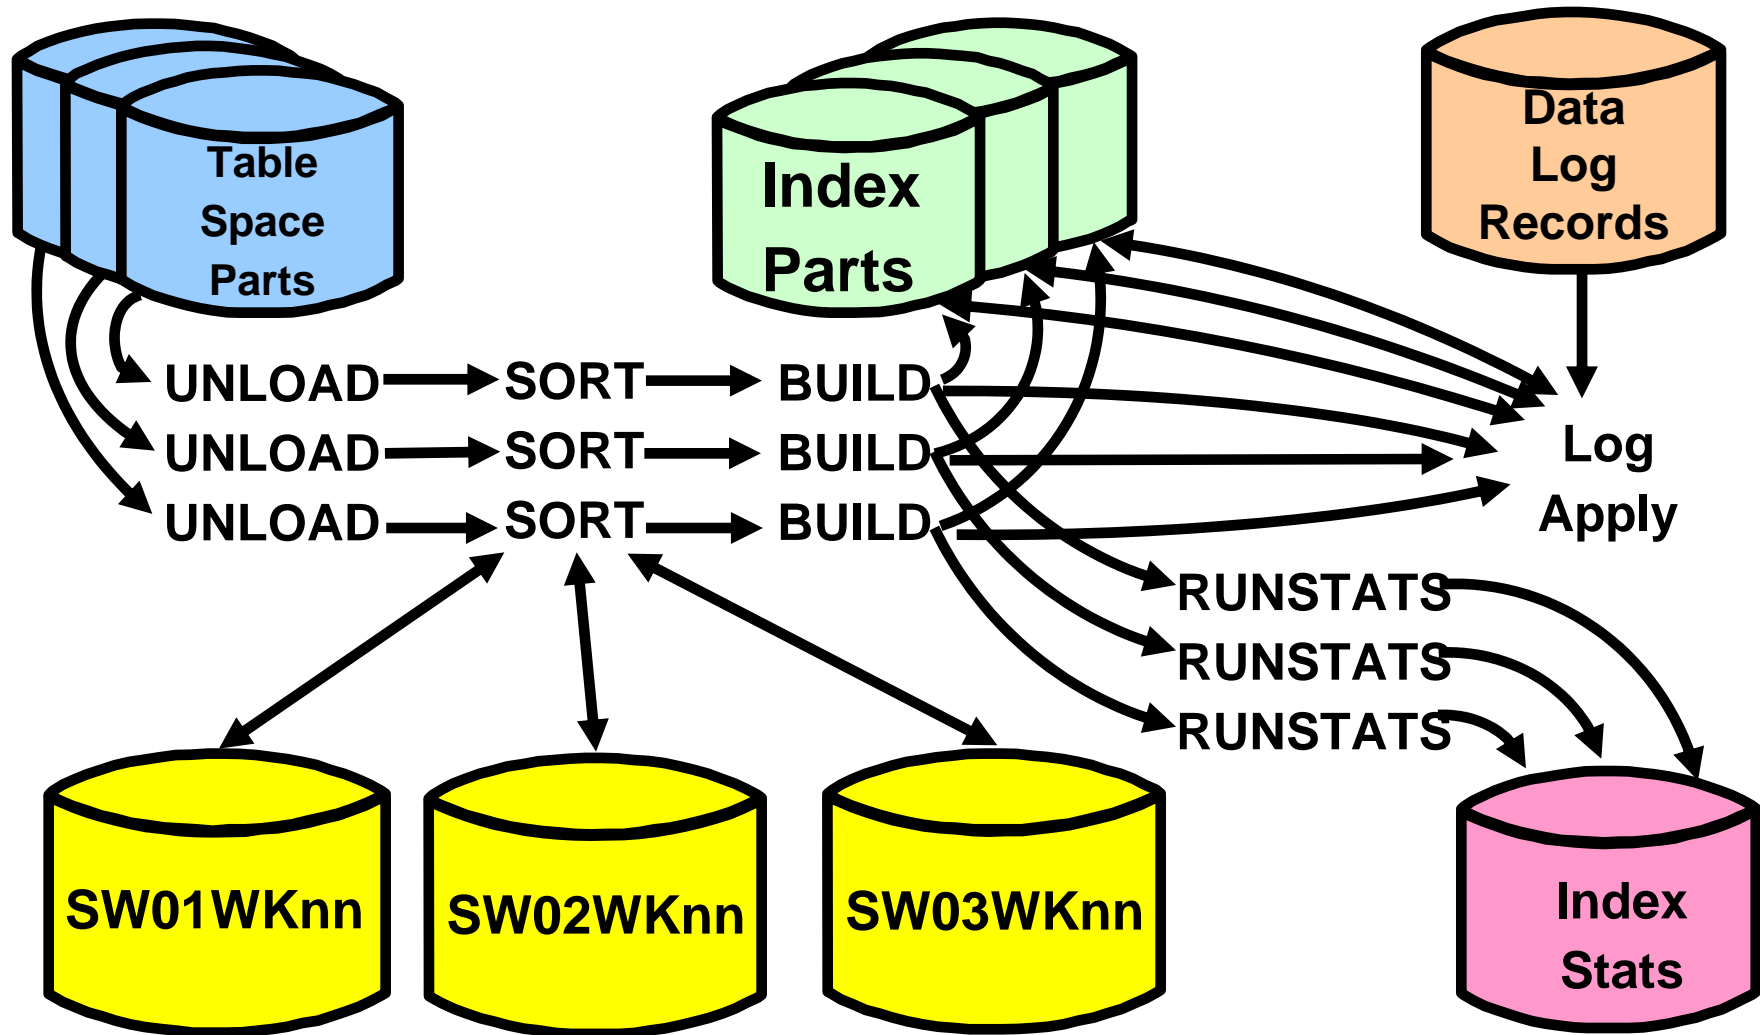 Table
Space
Parts
Index
Parts
Data
Log
Records
UNLOAD SORT BUILD
UNLOAD SORT BUILD
UNLOAD SORT BUILD
Log
Apply
RUNSTATS
RUNSTATS
RUNSTATS
SW01WKnn
SW02WKnn
SW03WKnn
Index
Stats